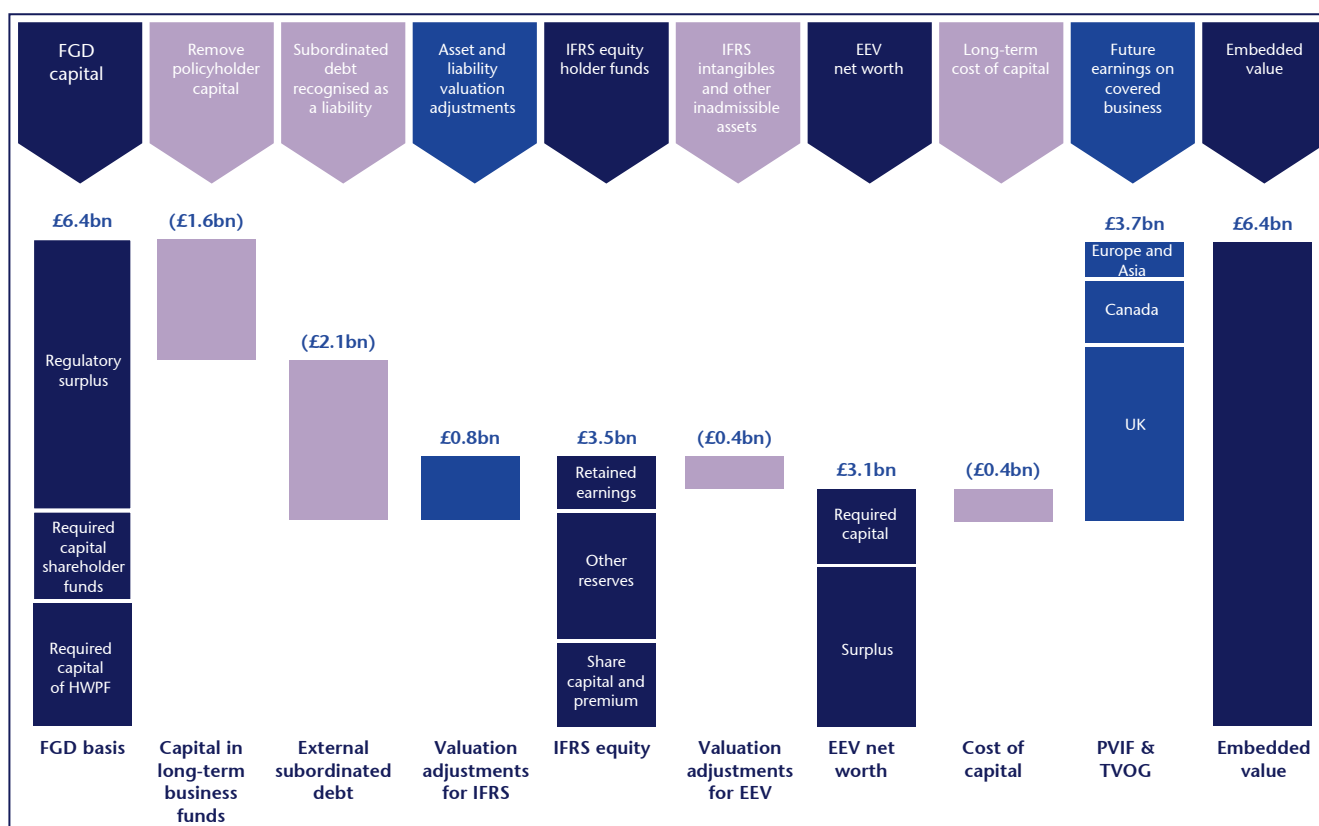 FGD
capital
Remove
policyholder
capital
Subordinated
debt
recognised as
a liability
Asset and
liability
valuation
adjustments
IFRS equity
holder funds
IFRS
intangibles
and other
inadmissible
assets
EEV
net worth
Long-term
cost of capital
Future
earnings on
covered
business
Embedded
value
£6.4bn
(£1.6bn)
(£2.1bn)
£0.8bn
£3.5bn
(£0.4bn)
£3.1bn
(£0.4bn)
£3.7bn
£6.4bn
Regulatory
surplus
Required
capital
shareholder
funds
Required
capital
of HWPF
Retained
earnings
Other
reserves
Share
capital and
premium
Required
capital
Surplus
Europe and
Asia
Canada
UK
FGD basis
Capital in
long-term
business
funds
External
subordinated
debt
Valuation
adjustments
for IFRS
IFRS equity
Valuation
adjustments
for EEV
EEV net
worth
Cost of
capital
PVIF &
TVOG
Embedded
value